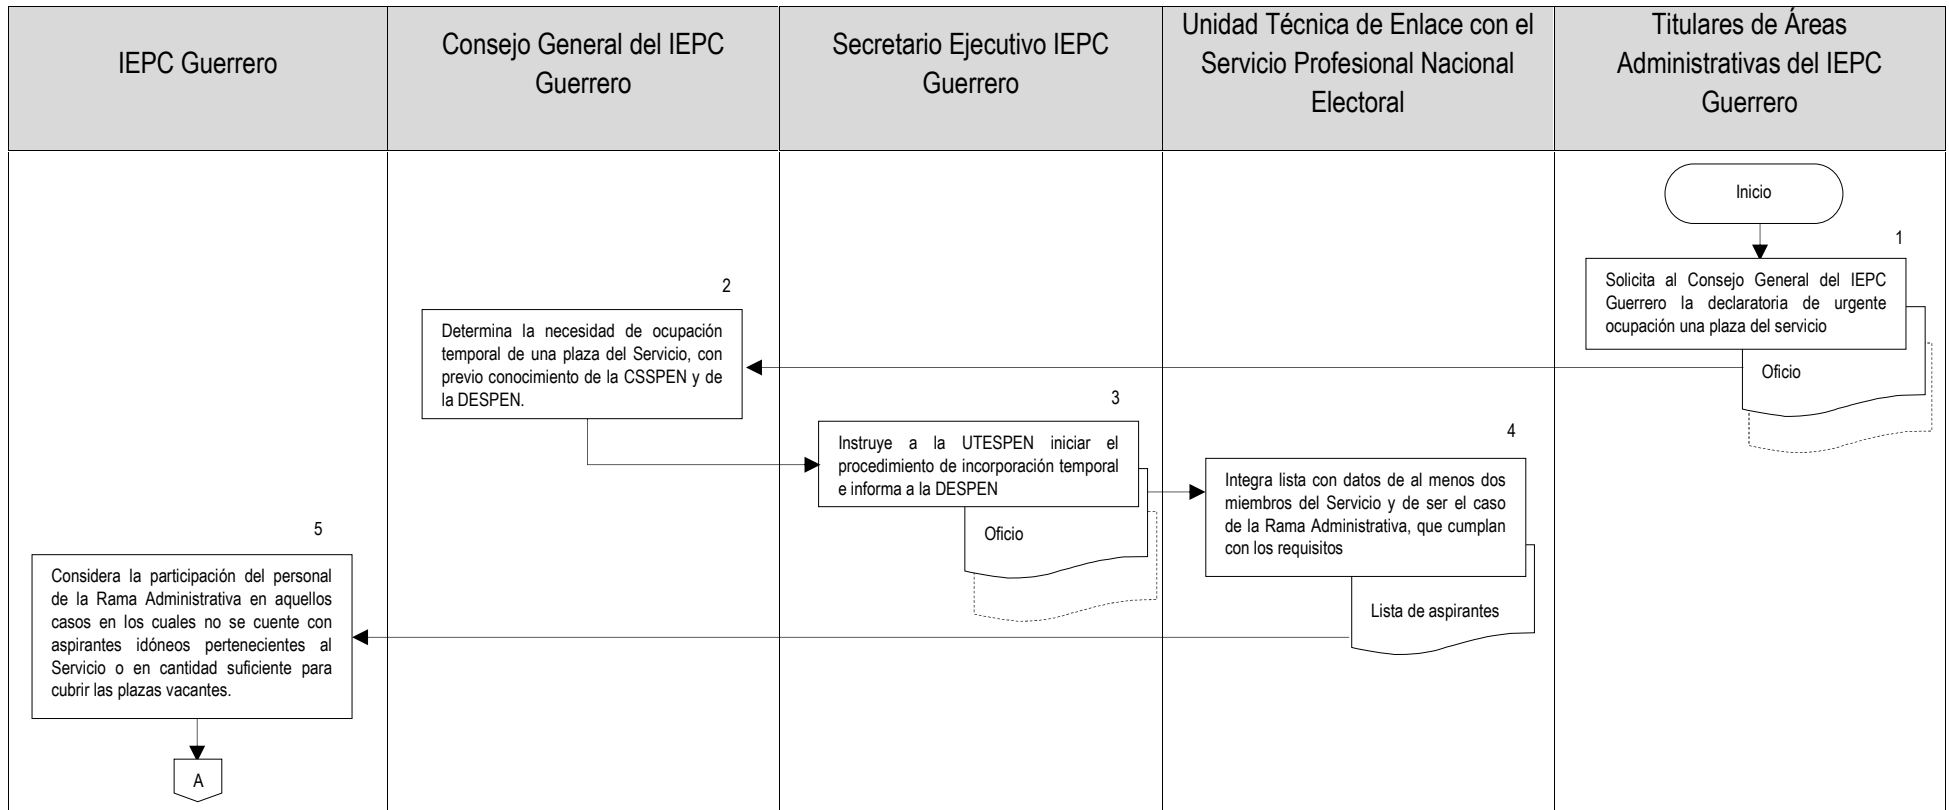 IEPC Guerrero
Consejo General del IEPC
Guerrero
Secretario Ejecutivo IEPC
Guerrero
Unidad Técnica de Enlace con el
Servicio Profesional Nacional
Electoral
Titulares de Áreas
Administrativas del IEPC
Guerrero
Inicio
1
Solicita al Consejo General del IEPC
Guerrero la declaratoria de urgente
ocupación una plaza del servicio
Oficio
2
Determina la necesidad de ocupación
temporal de una plaza del Servicio, con
previo conocimiento de la CSSPEN y de
la DESPEN.
3
Instruye a la UTESPEN iniciar el
procedimiento de incorporación temporal
e informa a la DESPEN
Oficio
4
Integra lista con datos de al menos dos
miembros del Servicio y de ser el caso
de la Rama Administrativa, que cumplan
con los requisitos
Lista de aspirantes
5
Considera la participación del personal
de la Rama Administrativa en aquellos
casos en los cuales no se cuente con
aspirantes idóneos pertenecientes al
Servicio o en cantidad suficiente para
cubrir las plazas vacantes.
A